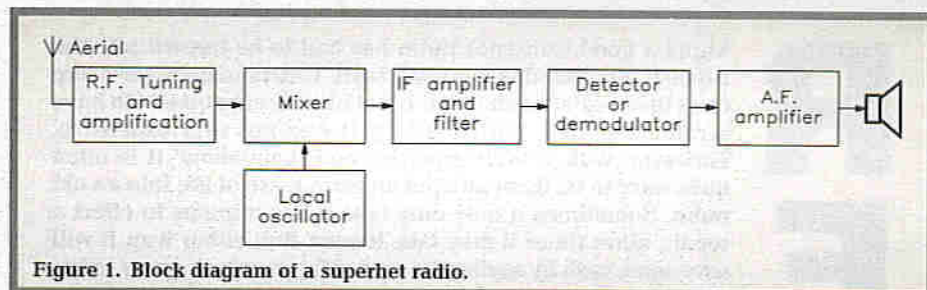 Aerial
R.F. Tuning
and
amplification
Mixer
IF amplifier
and
filter
Detector
or
demodulator
A.F.
amplifier
Local
oscillator
Figure 1. Block diagram of a superhet radio.